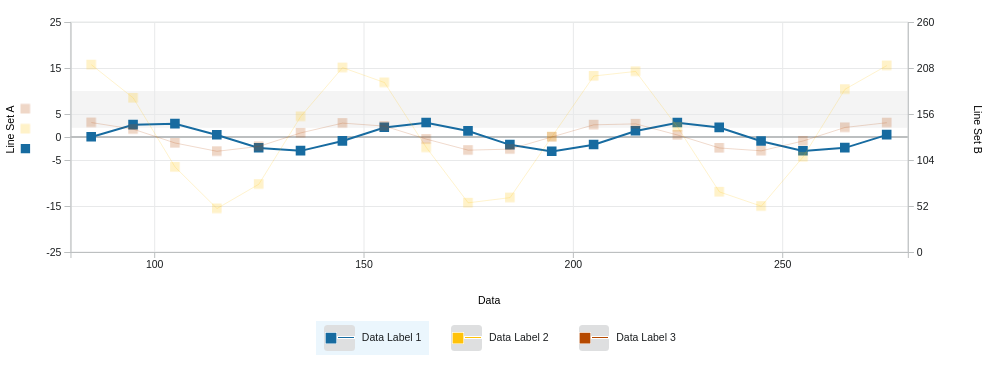 25
15
5
0
-5
-15
-25
Line Set A
260
208
156
104
52
0
Line Set B
100
150
200
250
Data
Data Label 1
Data Label 2
Data Label 3